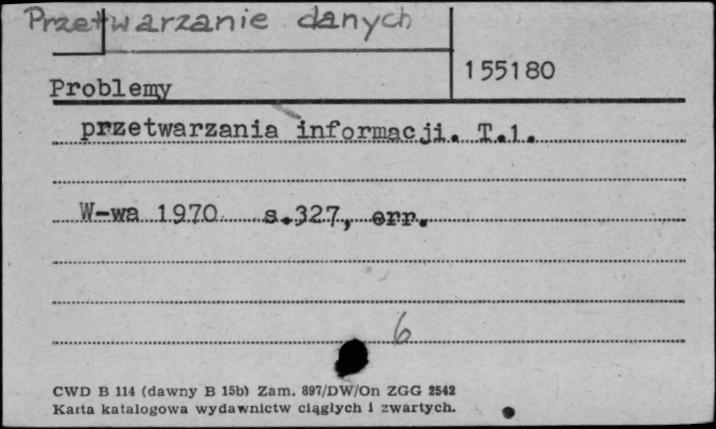 Przetwarzanie danych
155180
Problemy
przetwarzania informacji. T.1.
W-wa 1970 s.327, err.
6
CWD B 114 (dawny B 15b) Zam. 897/DW/On ZGG 2542
Karta katalogowa wydawnictw ciągłych i zwartych.